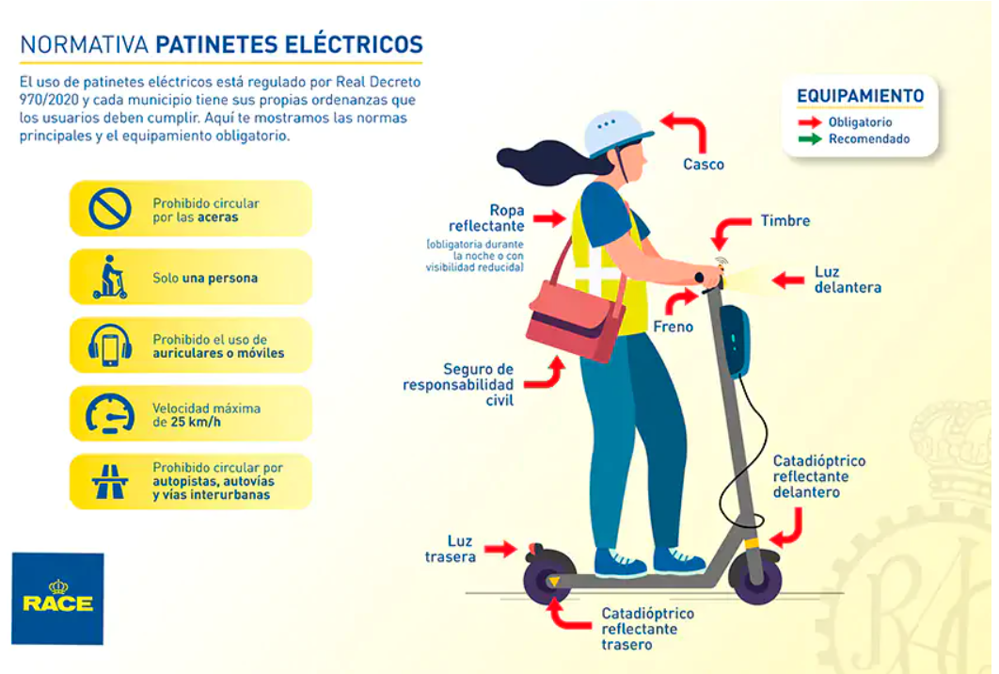 NORMATIVA PATINETES ELÉCTRICOS
El uso de patinetes eléctricos está regulado por Real Decreto
970/2020 y cada municipio tiene sus propias ordenanzas que
los usuarios deben cumplir. Aquí te mostramos las normas
principales y el equipamiento obligatorio.
Prohibido circular
por las aceras
Solo una persona
Prohibido el uso de
auriculares o móviles
Velocidad máxima
de 25 km/h
Prohibido circular por
autopistas, autovías
y vías interurbanas
RACE
EQUIPAMIENTO
Obligatorio
Recomendado
Casco
Ropa
reflectante
(obligatoria durante
la noche o con
visibilidad reducida)
Timbre
Luz
delantera
Freno
Seguro de
responsabilidad
civil
Catadióptrico
reflectante
delantero
Luz
trasera
Catadióptrico
reflectante
trasero